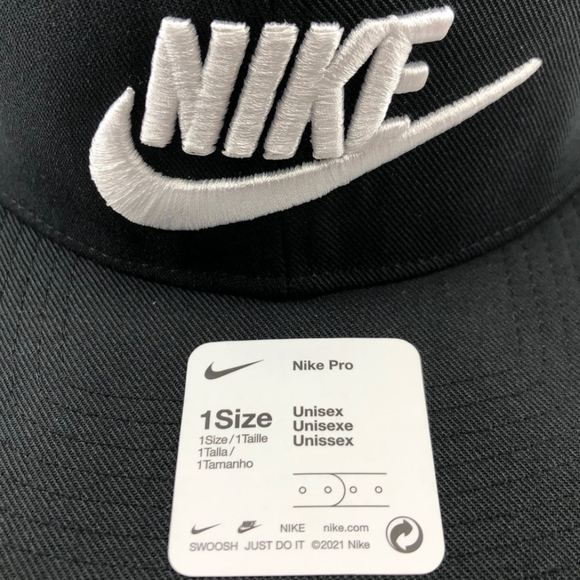 NIKE
Nike Pro
1Size
1Size/1Taille
1Talla/
1Tamanho
Unisex
Unisexe
Unissex
NIKE nike.com
SWOOSH JUST DO IT ©2021 Nike